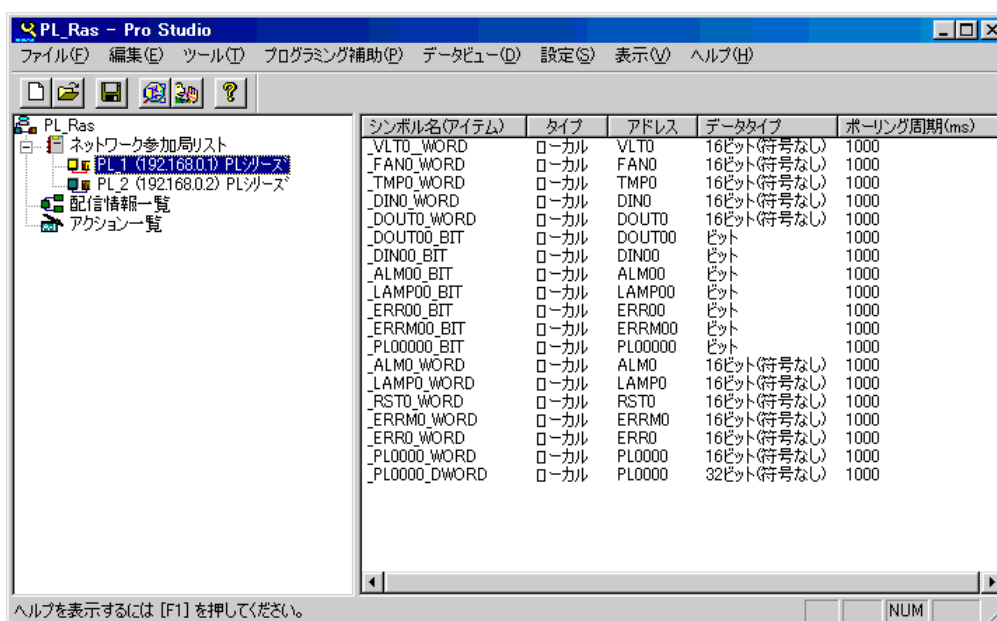 PL_Ras - Pro Studio
ファイル(F) 編集(E) ツール(T) プログラミング補助(P) データビュー(D) 設定(S) 表示(V) ヘルプ(H)
PL_Ras
ネットワーク参加局リスト
PL_1 (192.168.0.1) PLシリーズ
PL_2 (192.168.0.2) PLシリーズ
配信情報一覧
アクション一覧
シンボル名(アイテム) タイプ アドレス データタイプ ポーリング周期(ms)
_VLT0__WORD ローカル VLT0 16ビット(符号なし) 1000
_FAN0_WORD ローカル FAN0 16ビット(符号なし) 1000
_TMP0_WORD ローカル TMP0 16ビット(符号なし) 1000
_DIN0_WORD ローカル DIN0 16ビット(符号なし) 1000
_DOUT0_WORD ローカル DOUT0 16ビット(符号なし) 1000
_DOUT00_BIT ローカル DOUT00 ビット 1000
_DIN00_BIT ローカル DIN00 ビット 1000
_ALM00_BIT ローカル ALM00 ビット 1000
_LAMP00_BIT ローカル LAMP00 ビット 1000
_ERR00_BIT ローカル ERR00 ビット 1000
_ERRM00_BIT ローカル ERRM00 ビット 1000
_PL00000_BIT ローカル PL00000 ビット 1000
_ALM0_WORD ローカル ALM0 16ビット(符号なし) 1000
_LAMP0_WORD ローカル LAMP0 16ビット(符号なし) 1000
_RST0_WORD ローカル RST0 16ビット(符号なし) 1000
_ERRM0_WORD ローカル ERRM0 16ビット(符号なし) 1000
_ERR0_WORD ローカル ERR0 16ビット(符号なし) 1000
_PL0000_WORD ローカル PL0000 16ビット(符号なし) 1000
_PL0000_DWORD ローカル PL0000 32ビット(符号なし) 1000
ヘルプを表示するには [F1] を押してください。 NUM